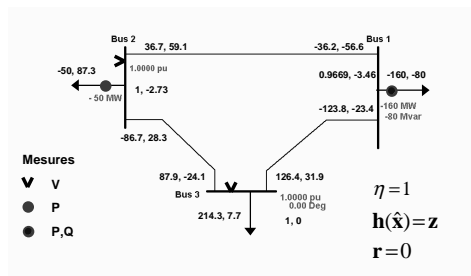 Bus 2
Bus 1
36.7, 59.1
-36.2, -56.6
-50, 87.3
1.0000 pu
0.9669, -3.46
-160, -80
- 50 MW
1, -2.73
-160 MW
-80 Mvar
-123.8, -23.4
-86.7, 28.3
Mesures
V
P
P,Q
87.9, -24.1
126.4, 31.9
Bus 3
1.0000 pu
0.00 Deg
214.3, 7.7
1, 0
η = 1
h(x̂) = z
r = 0